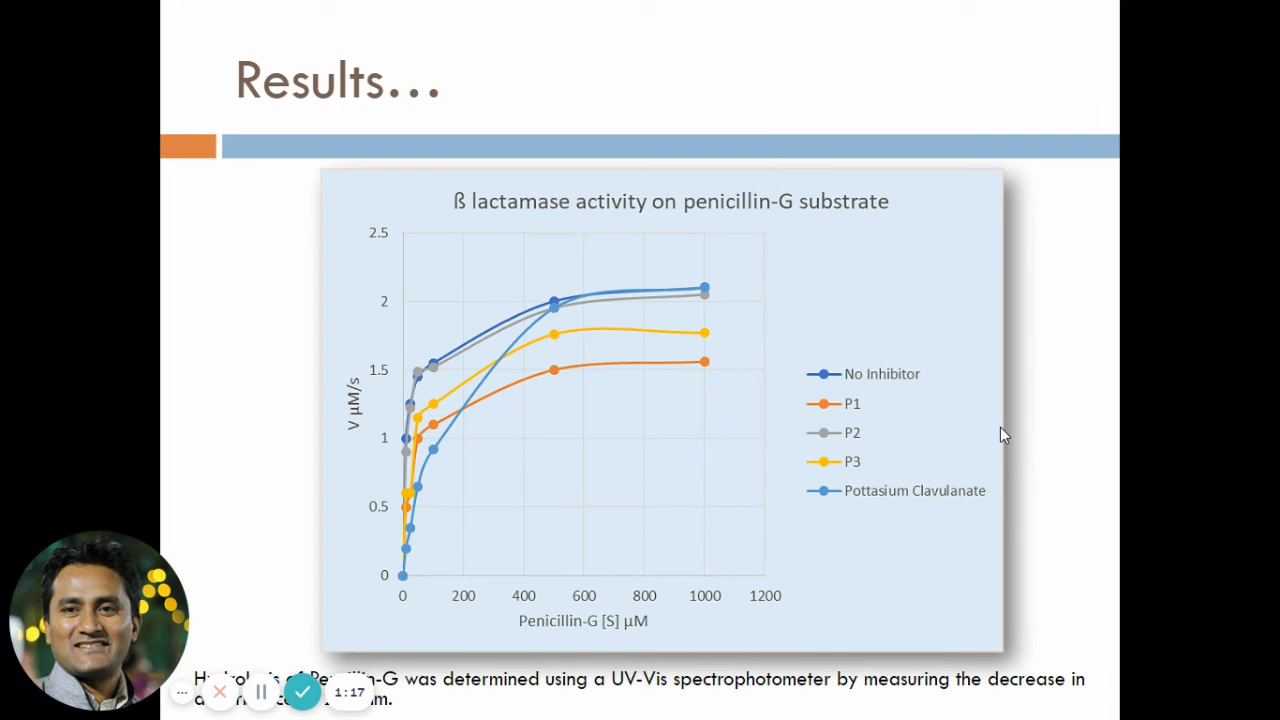 Results...
ß lactamase activity on penicillin-G substrate
2.5
2
1.5
1
0.5
0
V µM/s
0 200 400 600 800 1000 1200
Penicillin-G [S] µM
No Inhibitor
P1
P2
P3
Pottasium Clavulanate
of was determined using a UV-Vis spectrophotometer by measuring the decrease in
1:17